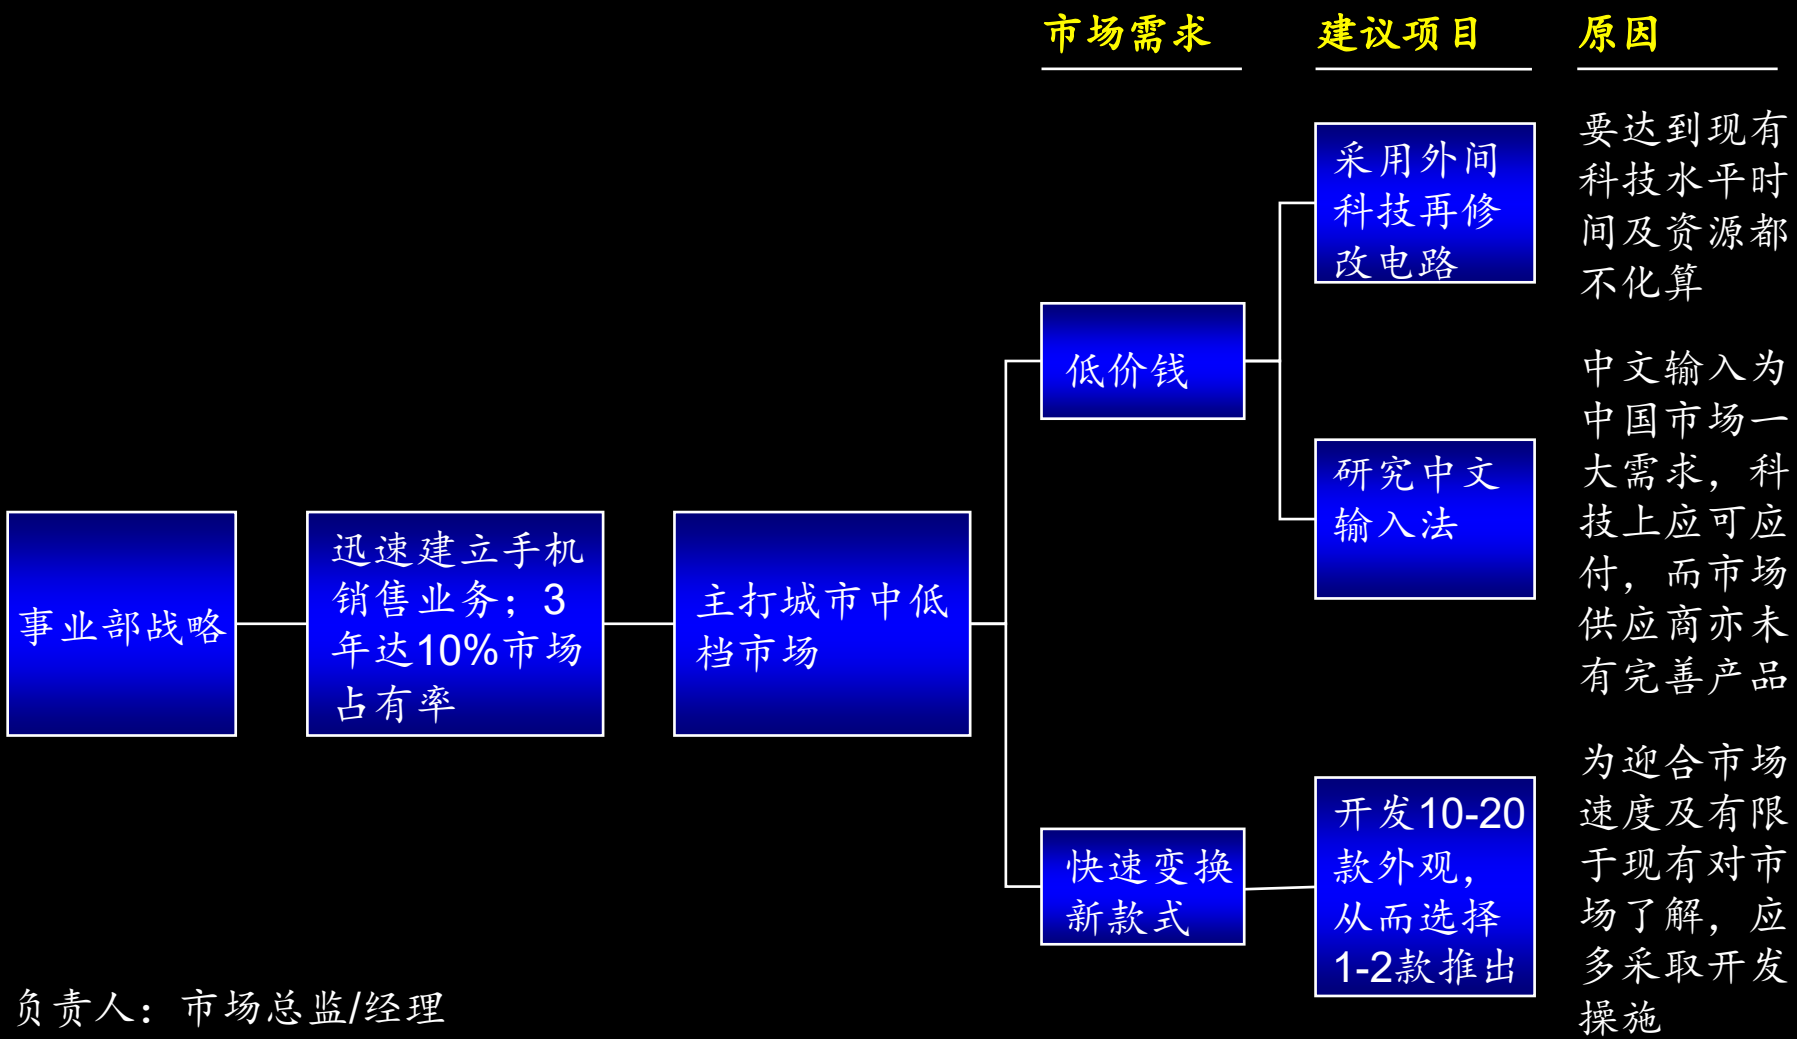 市场需求
建议项目
原因
事业部战略
迅速建立手机
销售业务；3
年达10%市场
占有率
主打城市中低
档市场
低价钱
采用外间
科技再修
改电路
要达到现有
科技水平时
间及资源都
不化算
研究中文
输入法
中文输入为
中国市场一
大需求，科
技上应可应
付，而市场
供应商亦未
有完善产品
快速变换
新款式
开发10-20
款外观，
从而选择
1-2款推出
为迎合市场
速度及有限
于现有对市
场了解，应
多采取开发
操施
负责人：市场总监/经理